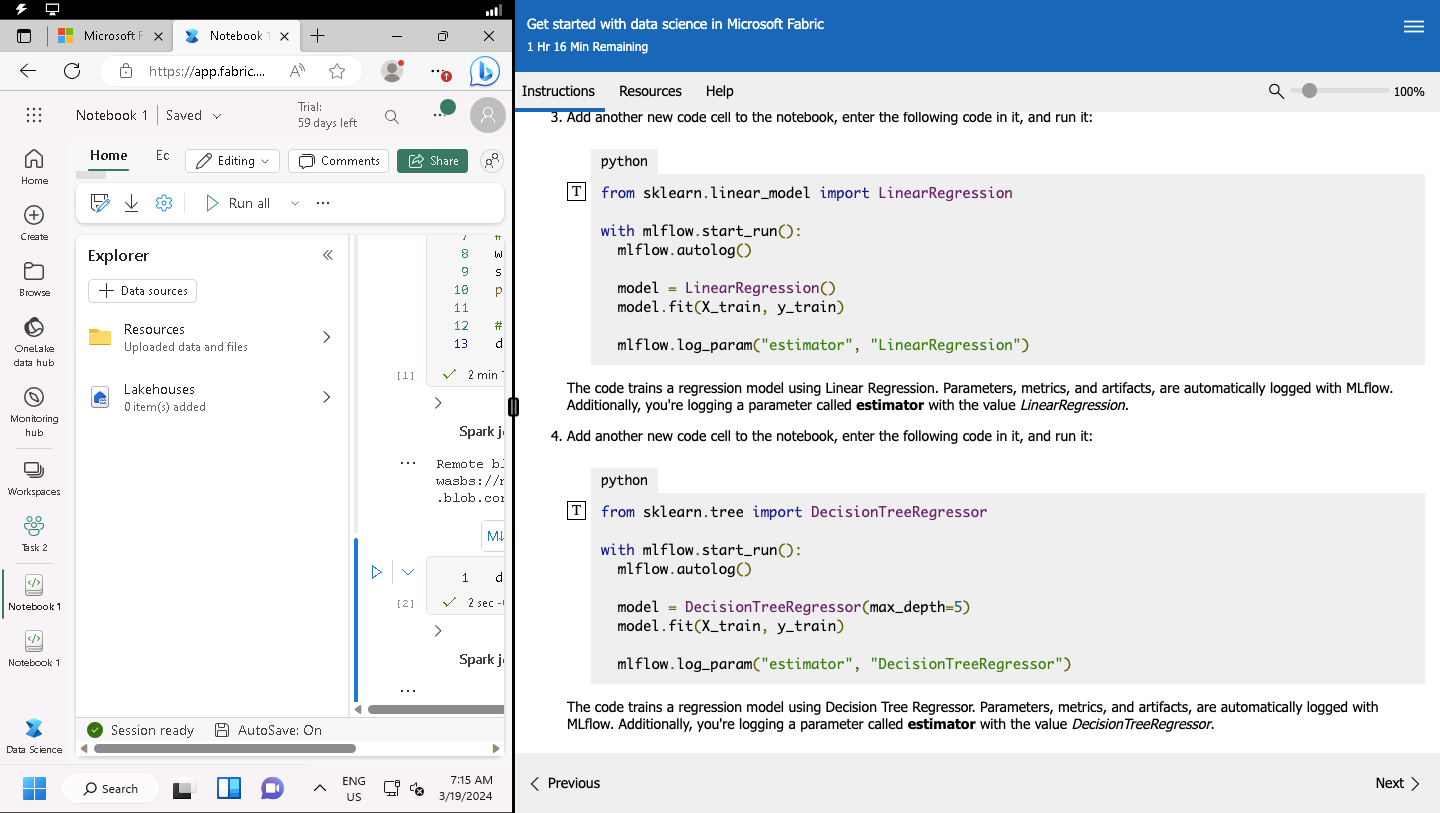 Microsoft F
Notebook 1
https://app.fabric....
Notebook 1
Saved
Trial:
59 days left
Home
Ec
Editing
Comments
Share
Run all
Home
Create
Browse
OneLake
data hub
Monitoring
hub
Workspaces
Task 2
Notebook 1
Notebook 1
Data Science
Explorer
Data sources
Resources
Uploaded data and files
Lakehouses
0 item(s) added
7 #
8 w
9 s
10 p
11
12 #
13 d
[1]
2 min
Spark j
Remote bl
wasbs://
.blob.cor
M↓
1 d
[2]
2 sec -
Spark j
Session ready
AutoSave: On
Search
ENG
US
7:15 AM
3/19/2024
Get started with data science in Microsoft Fabric
1 Hr 16 Min Remaining
Instructions
Resources
Help
100%
3. Add another new code cell to the notebook, enter the following code in it, and run it:
python
T
from sklearn.linear_model import LinearRegression
with mlflow.start_run():
mlflow.autolog()
model = LinearRegression()
model.fit(X_train, y_train)
mlflow.log_param("estimator", "LinearRegression")
The code trains a regression model using Linear Regression. Parameters, metrics, and artifacts, are automatically logged with MLflow.
Additionally, you're logging a parameter called estimator with the value LinearRegression.
4. Add another new code cell to the notebook, enter the following code in it, and run it:
python
T
from sklearn.tree import DecisionTreeRegressor
with mlflow.start_run():
mlflow.autolog()
model = DecisionTreeRegressor(max_depth=5)
model.fit(X_train, y_train)
mlflow.log_param("estimator", "DecisionTreeRegressor")
The code trains a regression model using Decision Tree Regressor. Parameters, metrics, and artifacts, are automatically logged with
MLflow. Additionally, you're logging a parameter called estimator with the value DecisionTreeRegressor.
Previous
Next